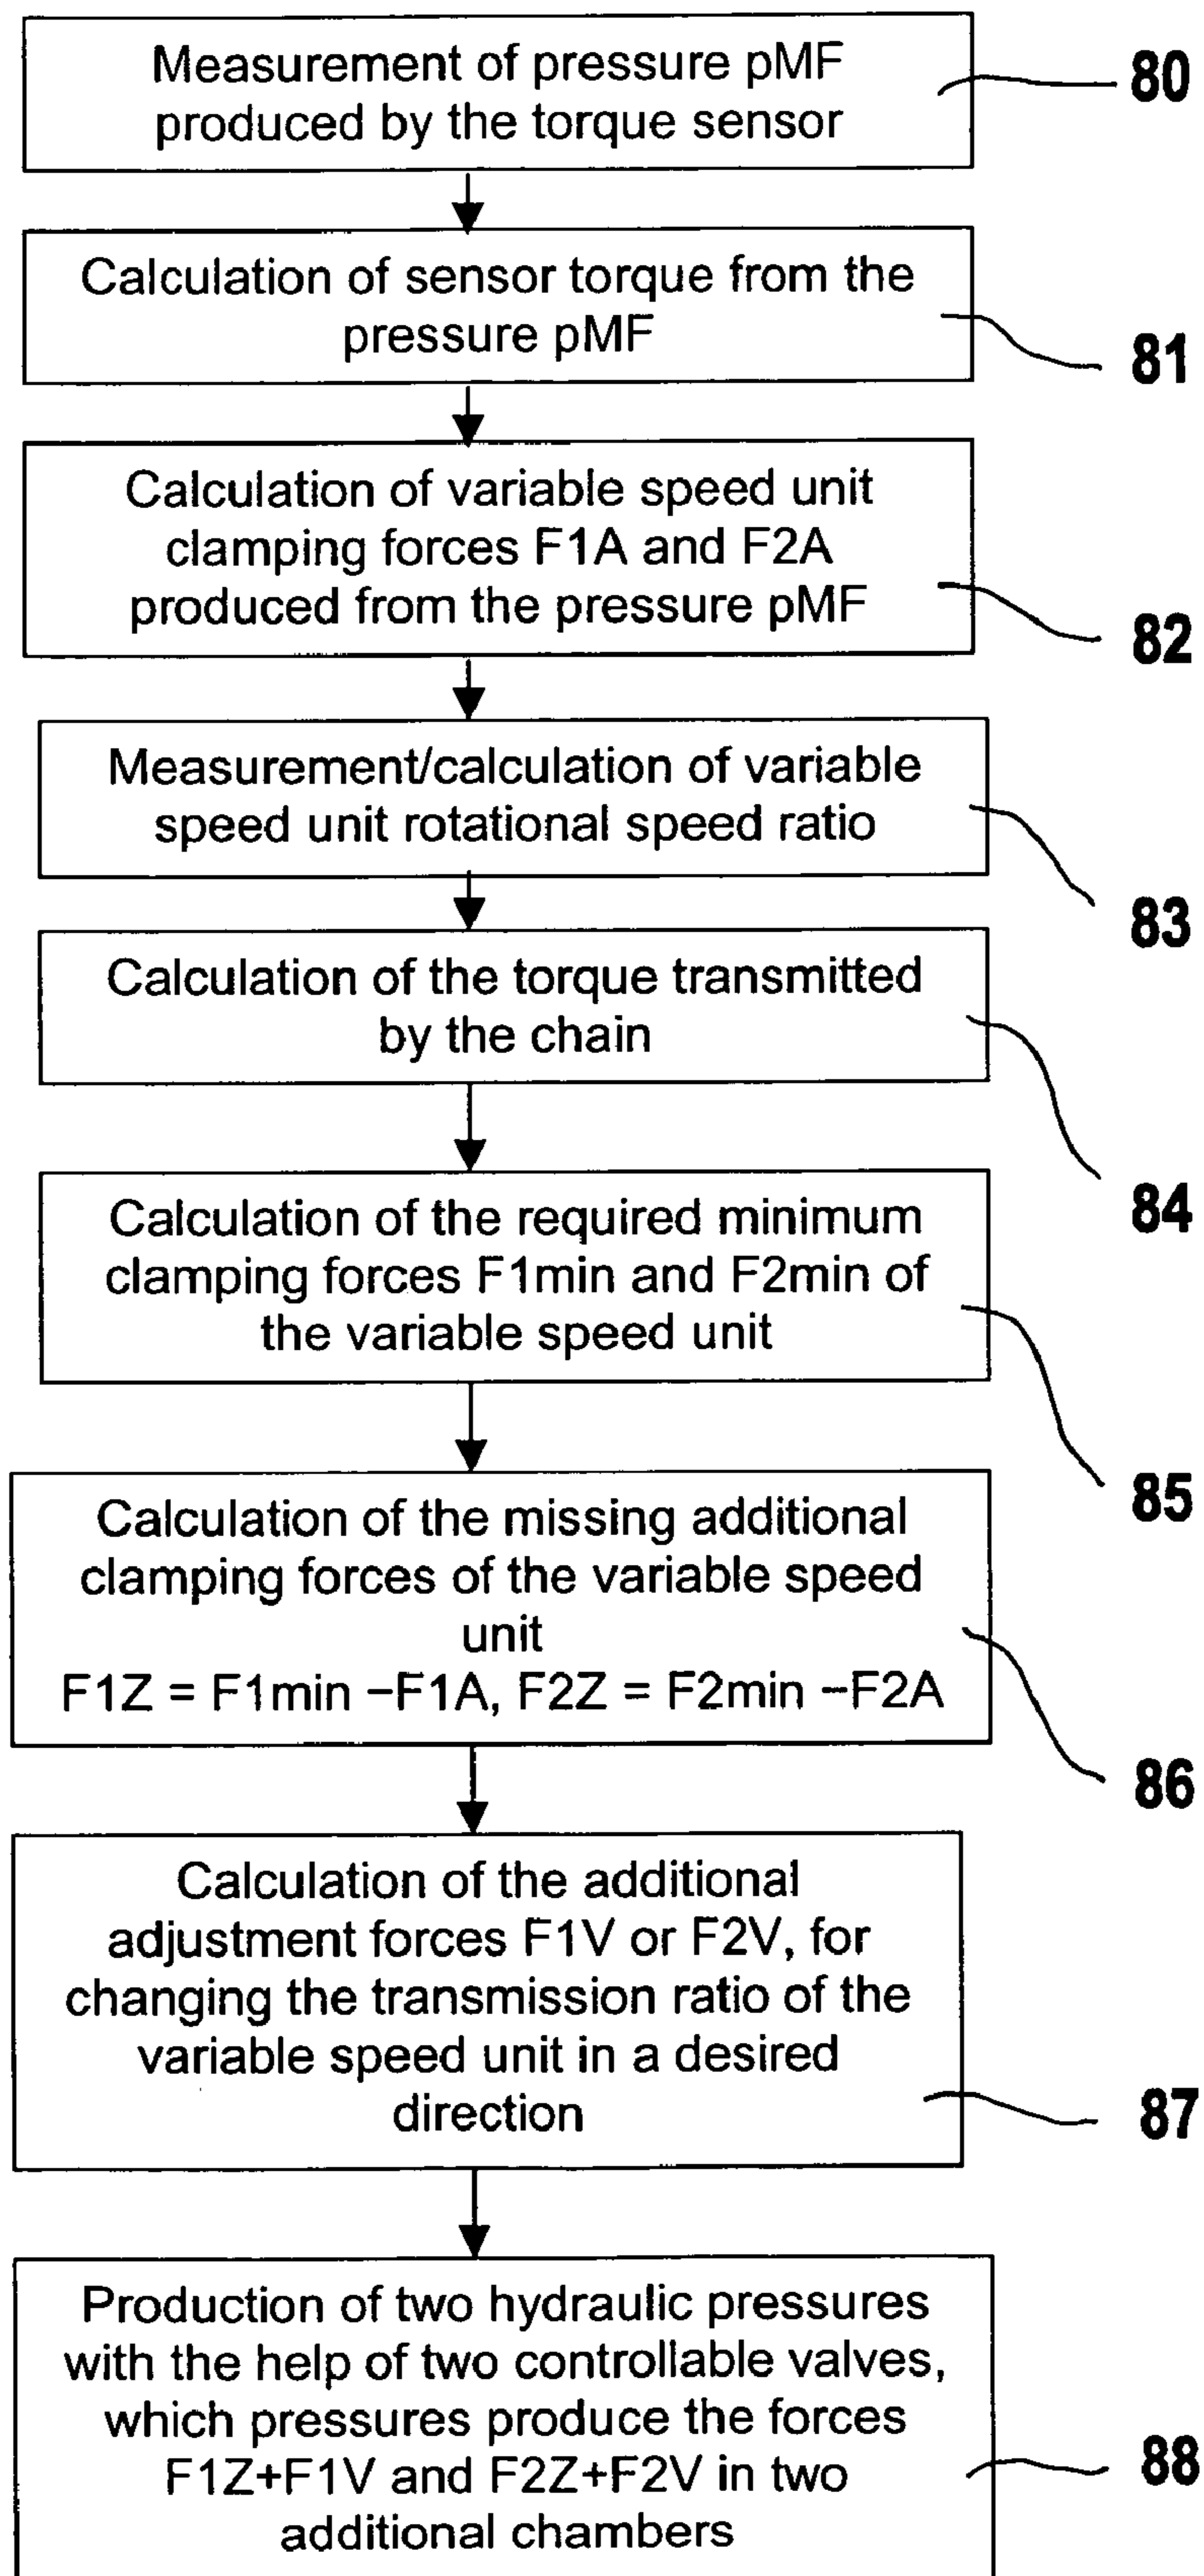 Measurement of pressure pMF
produced by the torque sensor
80
Calculation of sensor torque from the
pressure pMF
81
Calculation of variable speed unit
clamping forces F1A and F2A
produced from the pressure pMF
82
Measurement/calculation of variable
speed unit rotational speed ratio
83
Calculation of the torque transmitted
by the chain
84
Calculation of the required minimum
clamping forces F1min and F2min of
the variable speed unit
85
Calculation of the missing additional
clamping forces of the variable speed
unit
F1Z = F1min –F1A, F2Z = F2min –F2A
86
Calculation of the additional
adjustment forces F1V or F2V, for
changing the transmission ratio of the
variable speed unit in a desired
direction
87
Production of two hydraulic pressures
with the help of two controllable valves,
which pressures produce the forces
F1Z+F1V and F2Z+F2V in two
additional chambers
88